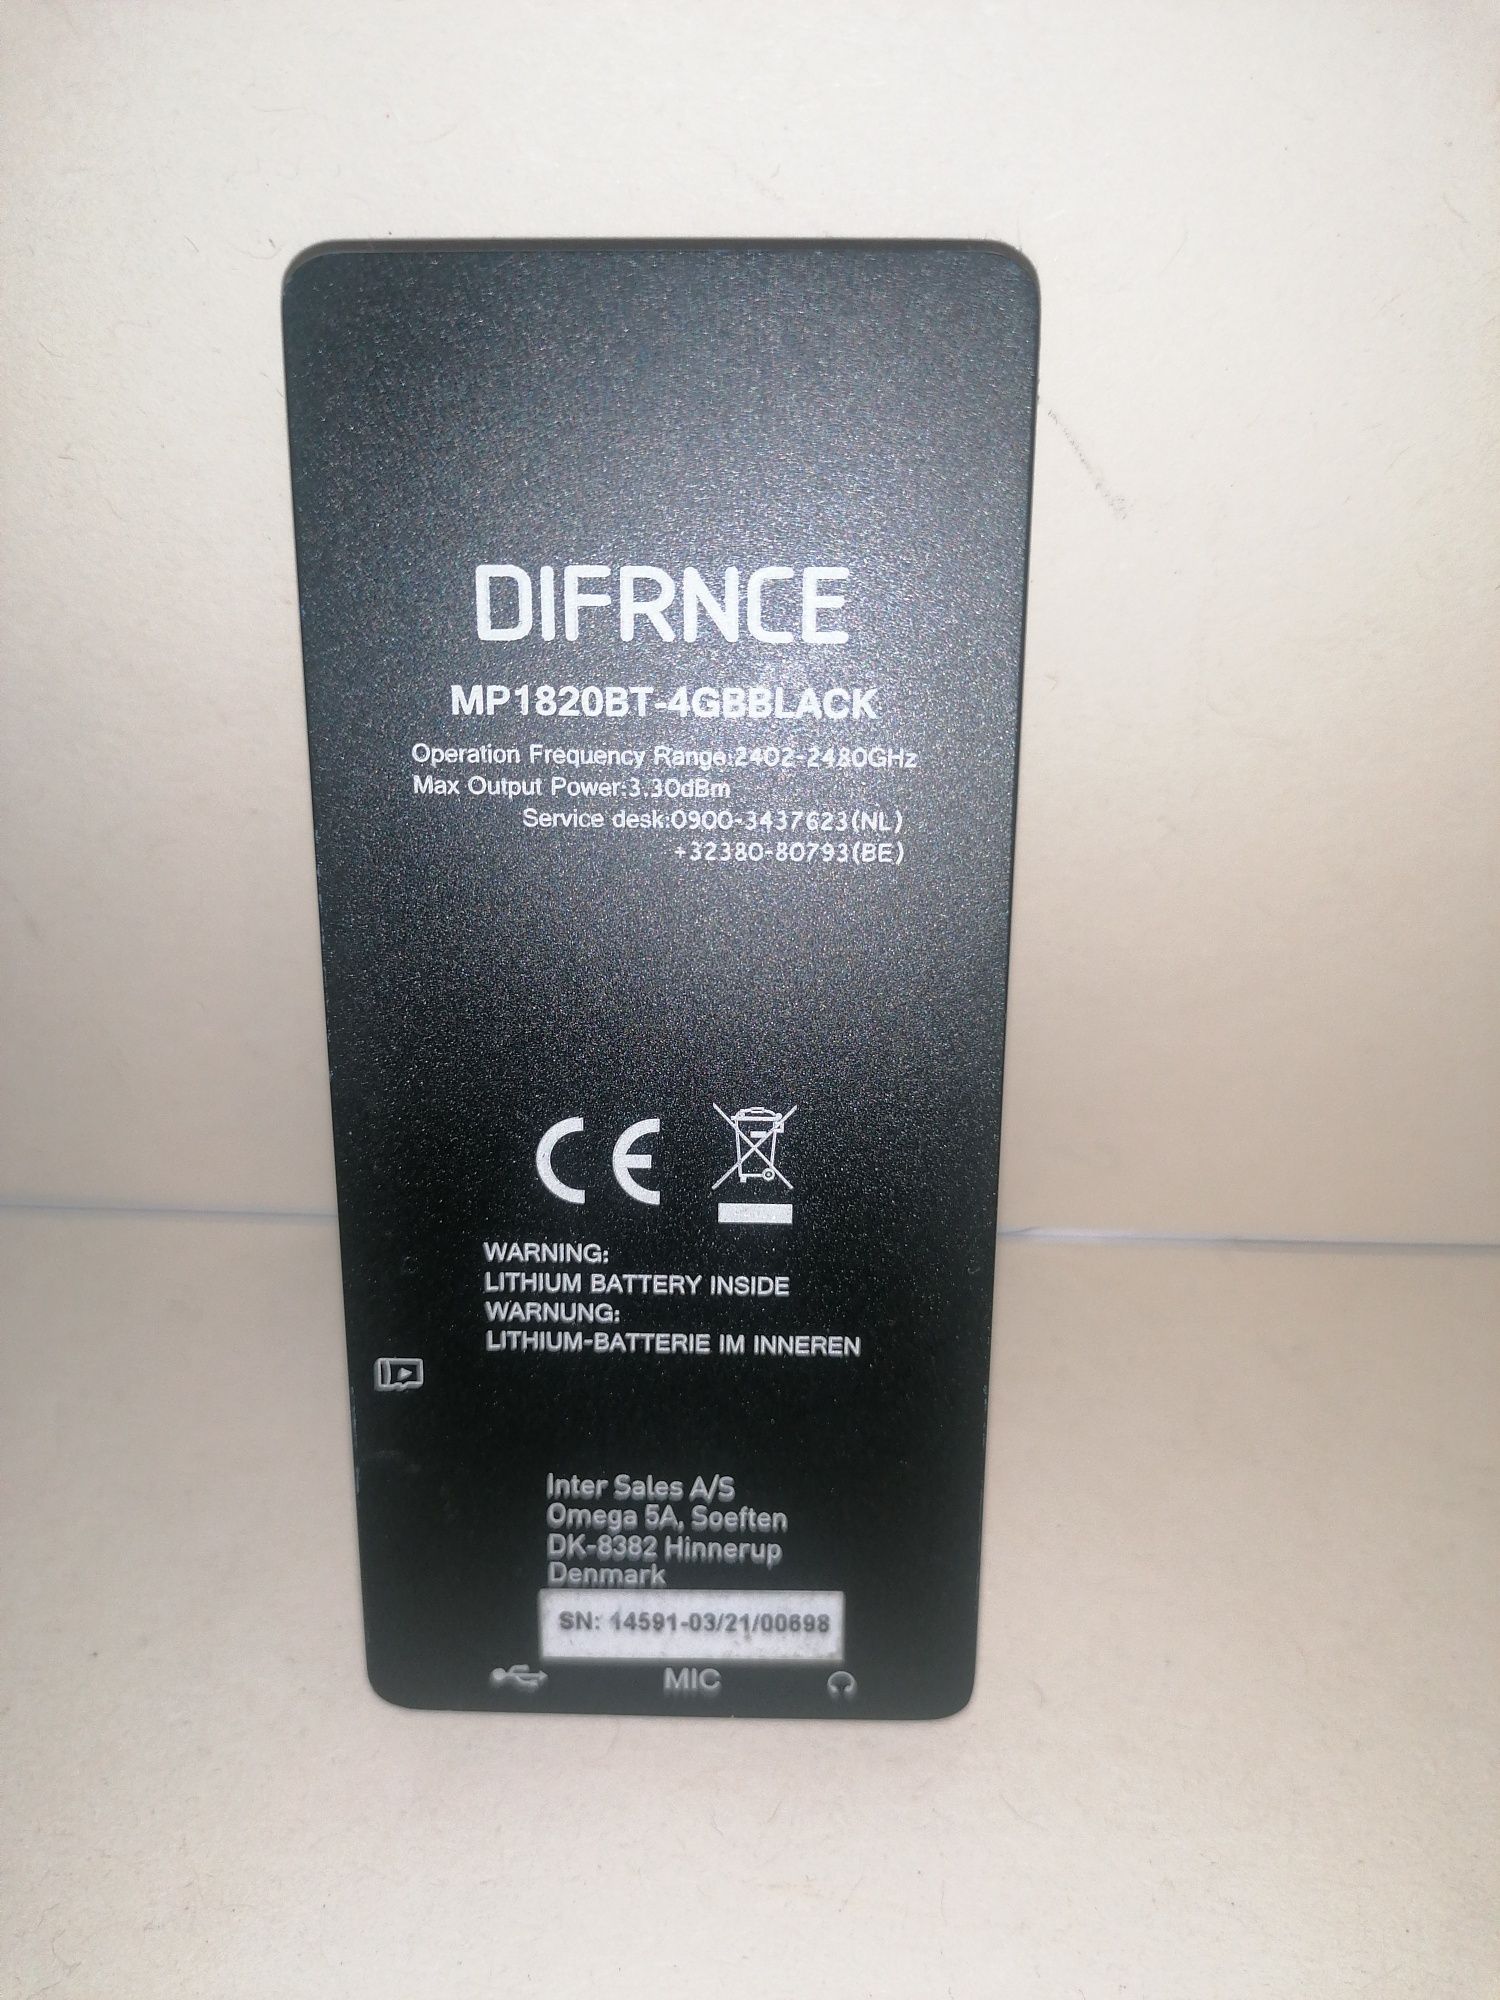 DIFRNCE
MP1820BT-4GBBLACK
Operation Frequency Range:2402-2480GHz
Max Output Power:3.30dBm
Service desk:0900-3437623(NL)
+32380-80793(BE)
CE
WARNING:
LITHIUM BATTERY INSIDE
WARNUNG:
LITHIUM-BATTERIE IM INNEREN
Inter Sales A/S
Omega 5A, Soeften
DK-8382 Hinnerup
Denmark
SN: 14591-03/21/00698
MIC